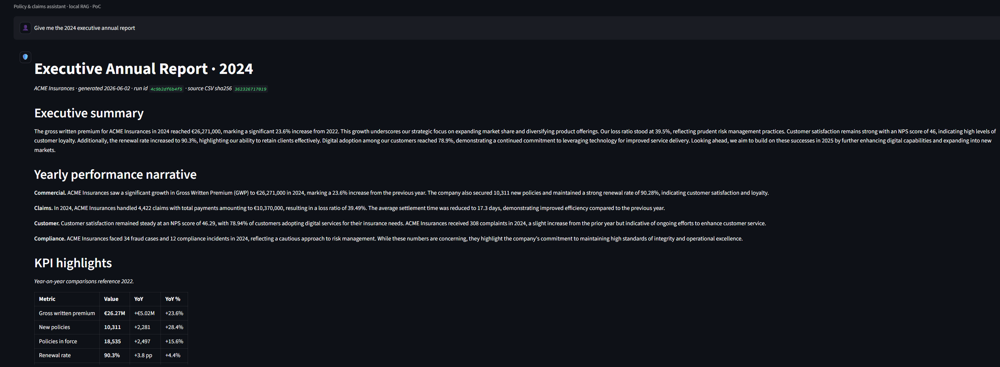 Policy & claims assistant · local RAG · PoC
Give me the 2024 executive annual report
Executive Annual Report · 2024
ACME Insurances · generated 2026-06-02 · run id 4c9b2df6b4f5 · source CSV sha256 362326717019
Executive summary
The gross written premium for ACME Insurances in 2024 reached €26,271,000, marking a significant 23.6% increase from 2022. This growth underscores our strategic focus on expanding market share and diversifying product offerings. Our loss ratio stood at 39.5%, reflecting prudent risk management practices. Customer satisfaction remains strong with an NPS score of 46, indicating high levels of
customer loyalty. Additionally, the renewal rate increased to 90.3%, highlighting our ability to retain clients effectively. Digital adoption among our customers reached 78.9%, demonstrating a continued commitment to leveraging technology for improved service delivery. Looking ahead, we aim to build on these successes in 2025 by further enhancing digital capabilities and expanding into new
markets.
Yearly performance narrative
Commercial. ACME Insurances saw a significant growth in Gross Written Premium (GWP) to €26,271,000 in 2024, marking a 23.6% increase from the previous year. The company also secured 10,311 new policies and maintained a strong renewal rate of 90.28%, indicating customer satisfaction and loyalty.
Claims. In 2024, ACME Insurances handled 4,422 claims with total payments amounting to €10,370,000, resulting in a loss ratio of 39.49%. The average settlement time was reduced to 17.3 days, demonstrating improved efficiency compared to the previous year.
Customer. Customer satisfaction remained steady at an NPS score of 46.29, with 78.94% of customers adopting digital services for their insurance needs. ACME Insurances received 308 complaints in 2024, a slight increase from the prior year but indicative of ongoing efforts to enhance customer service.
Compliance. ACME Insurances faced 34 fraud cases and 12 compliance incidents in 2024, reflecting a cautious approach to risk management. While these numbers are concerning, they highlight the company’s commitment to maintaining high standards of integrity and operational excellence.
KPI highlights
Year-on-year comparisons reference 2022.
Metric Value YoY YoY %
Gross written premium €26.27M +€5.02M +23.6%
New policies 10,311 +2,281 +28.4%
Policies in force 18,535 +2,497 +15.6%
Renewal rate 90.3% +3.8 pp +4.4%